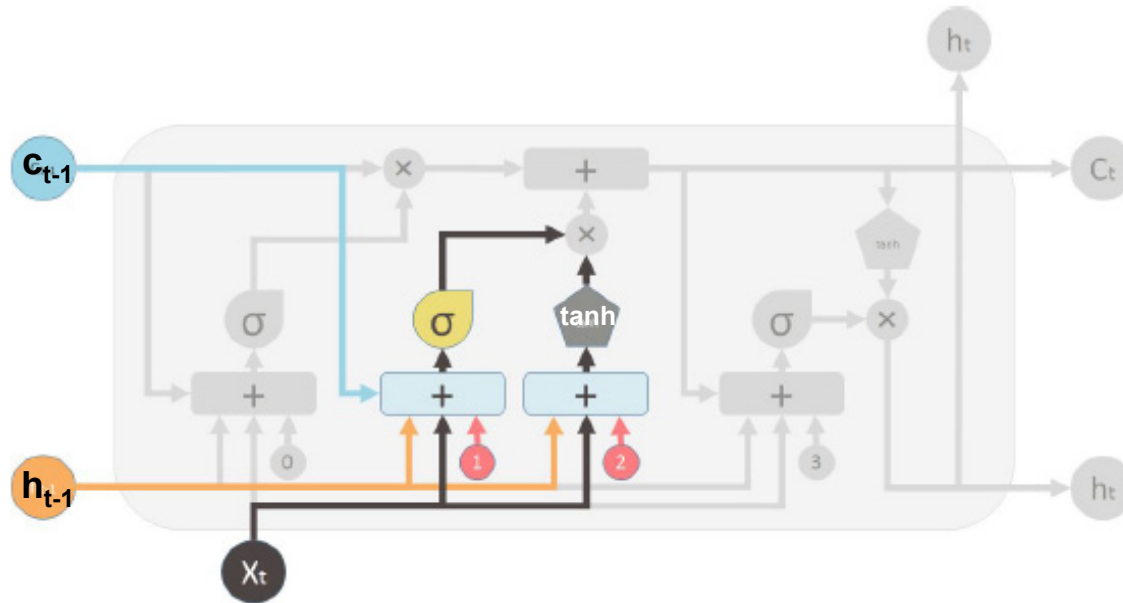 hₜ
cₜ₋₁
×
+
Cₜ
×
tanh
σ
σ
tanh
σ
×
+
+
+
+
0
1
2
3
hₜ₋₁
hₜ
Xₜ